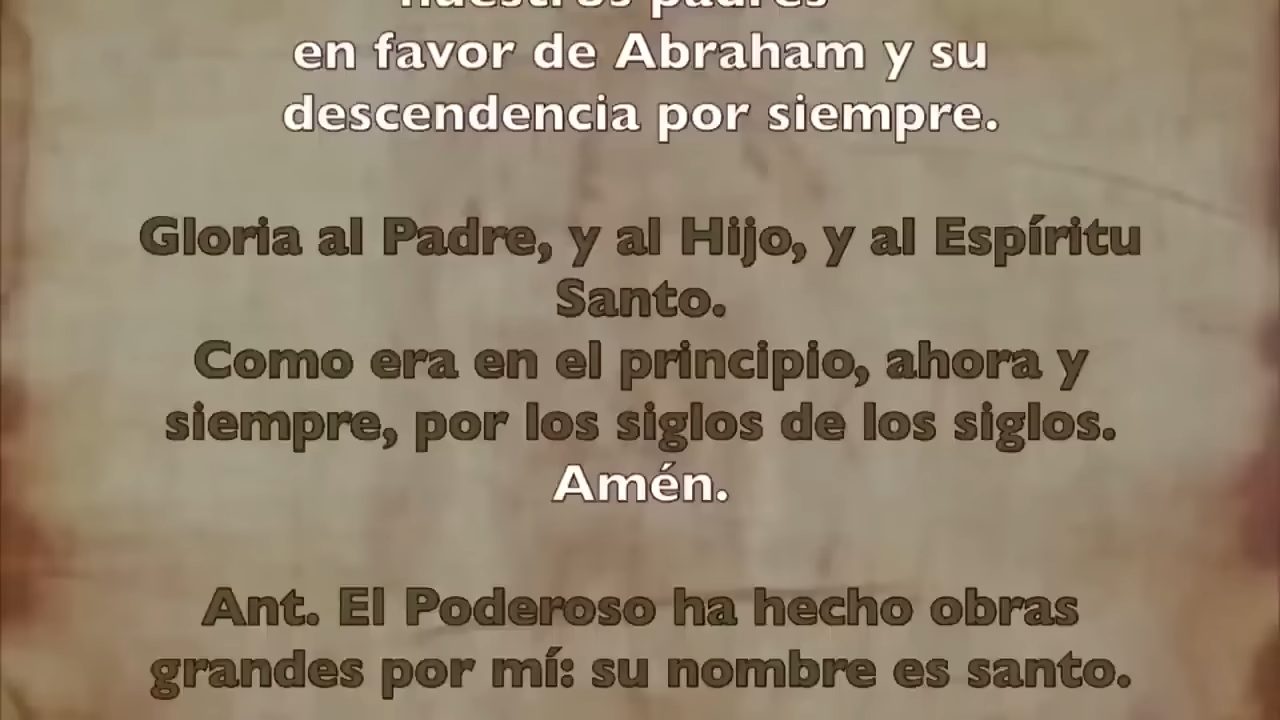 nuestros padres
en favor de Abraham y su
descendencia por siempre.
Gloria al Padre, y al Hijo, y al Espíritu
Santo.
Como era en el principio, ahora y
siempre, por los siglos de los siglos.
Amén.
Ant. El Poderoso ha hecho obras
grandes por mí: su nombre es santo.